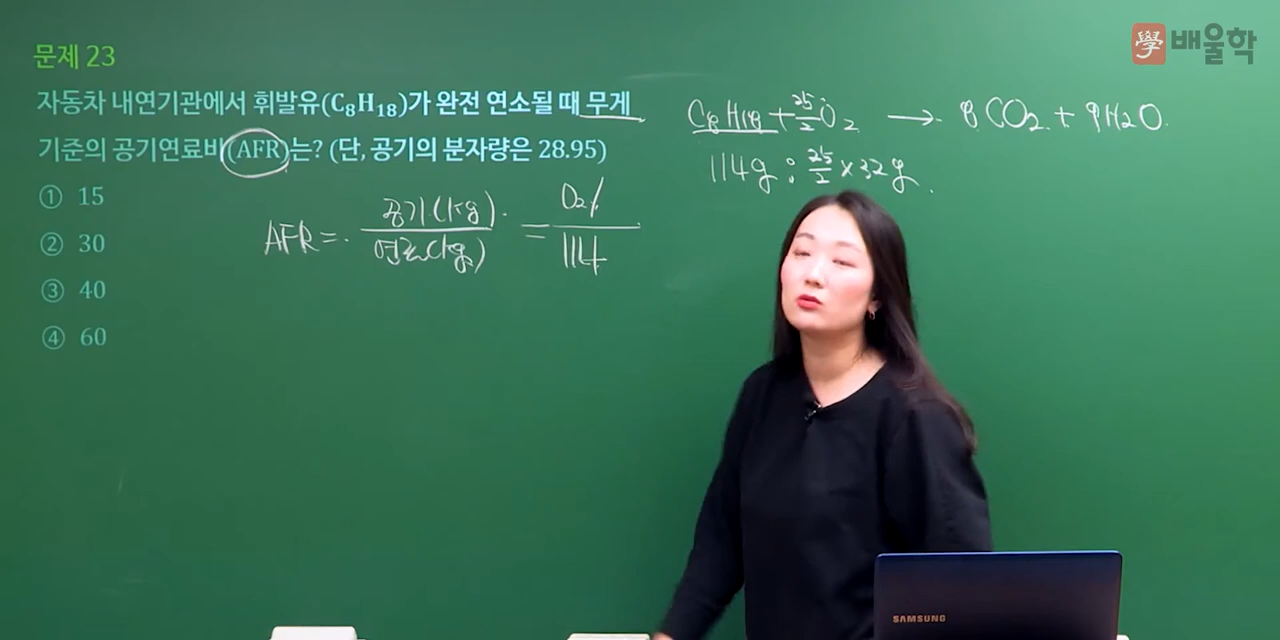 學 배울학
문제 23
자동차 내연기관에서 휘발유(C₈H₁₈)가 완전 연소될 때 무게
기준의 공기연료비(AFR)는? (단, 공기의 분자량은 28.95)
① 15
② 30
③ 40
④ 60
AFR = 공기(kg) / 연료(kg) = O₂ / 114
C₈H₁₈ + 25/2 O₂ → 8CO₂ + 9H₂O
114g : 25/2 × 32g
SAMSUNG